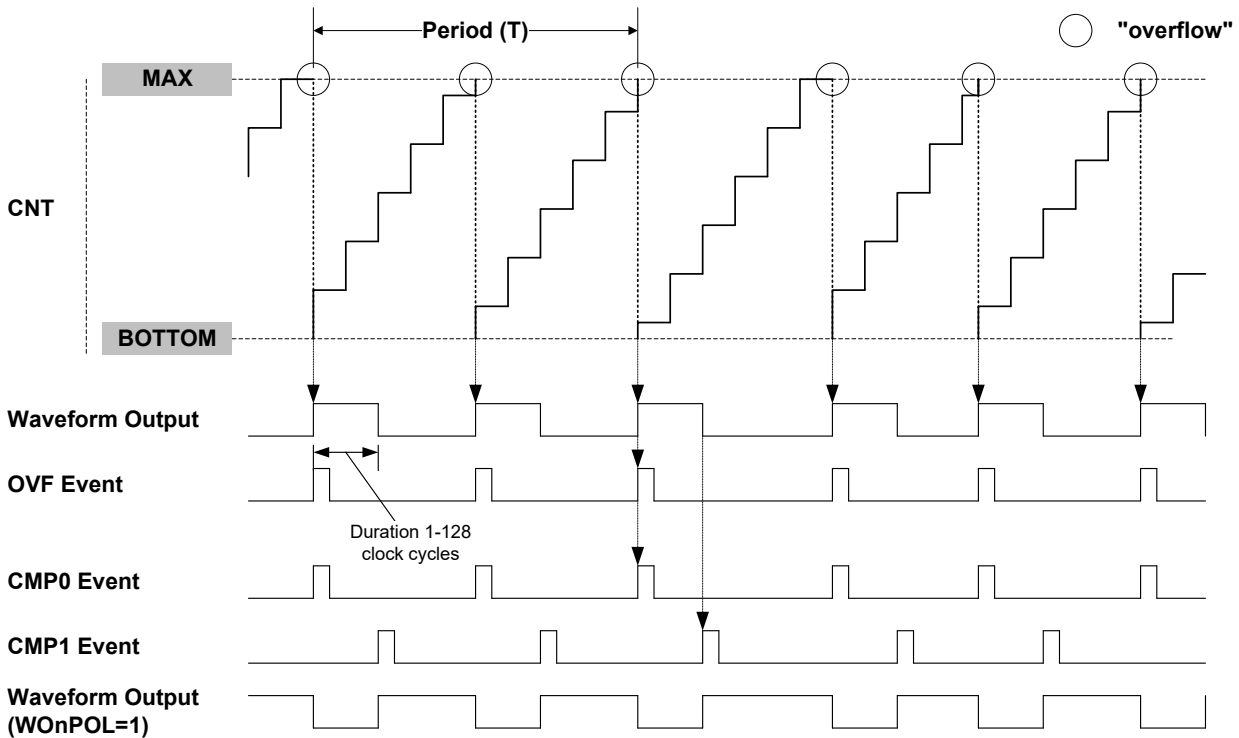 Period (T)
"overflow"
MAX
CNT
BOTTOM
Waveform Output
OVF Event
Duration 1-128
clock cycles
CMP0 Event
CMP1 Event
Waveform Output
(WOnPOL=1)